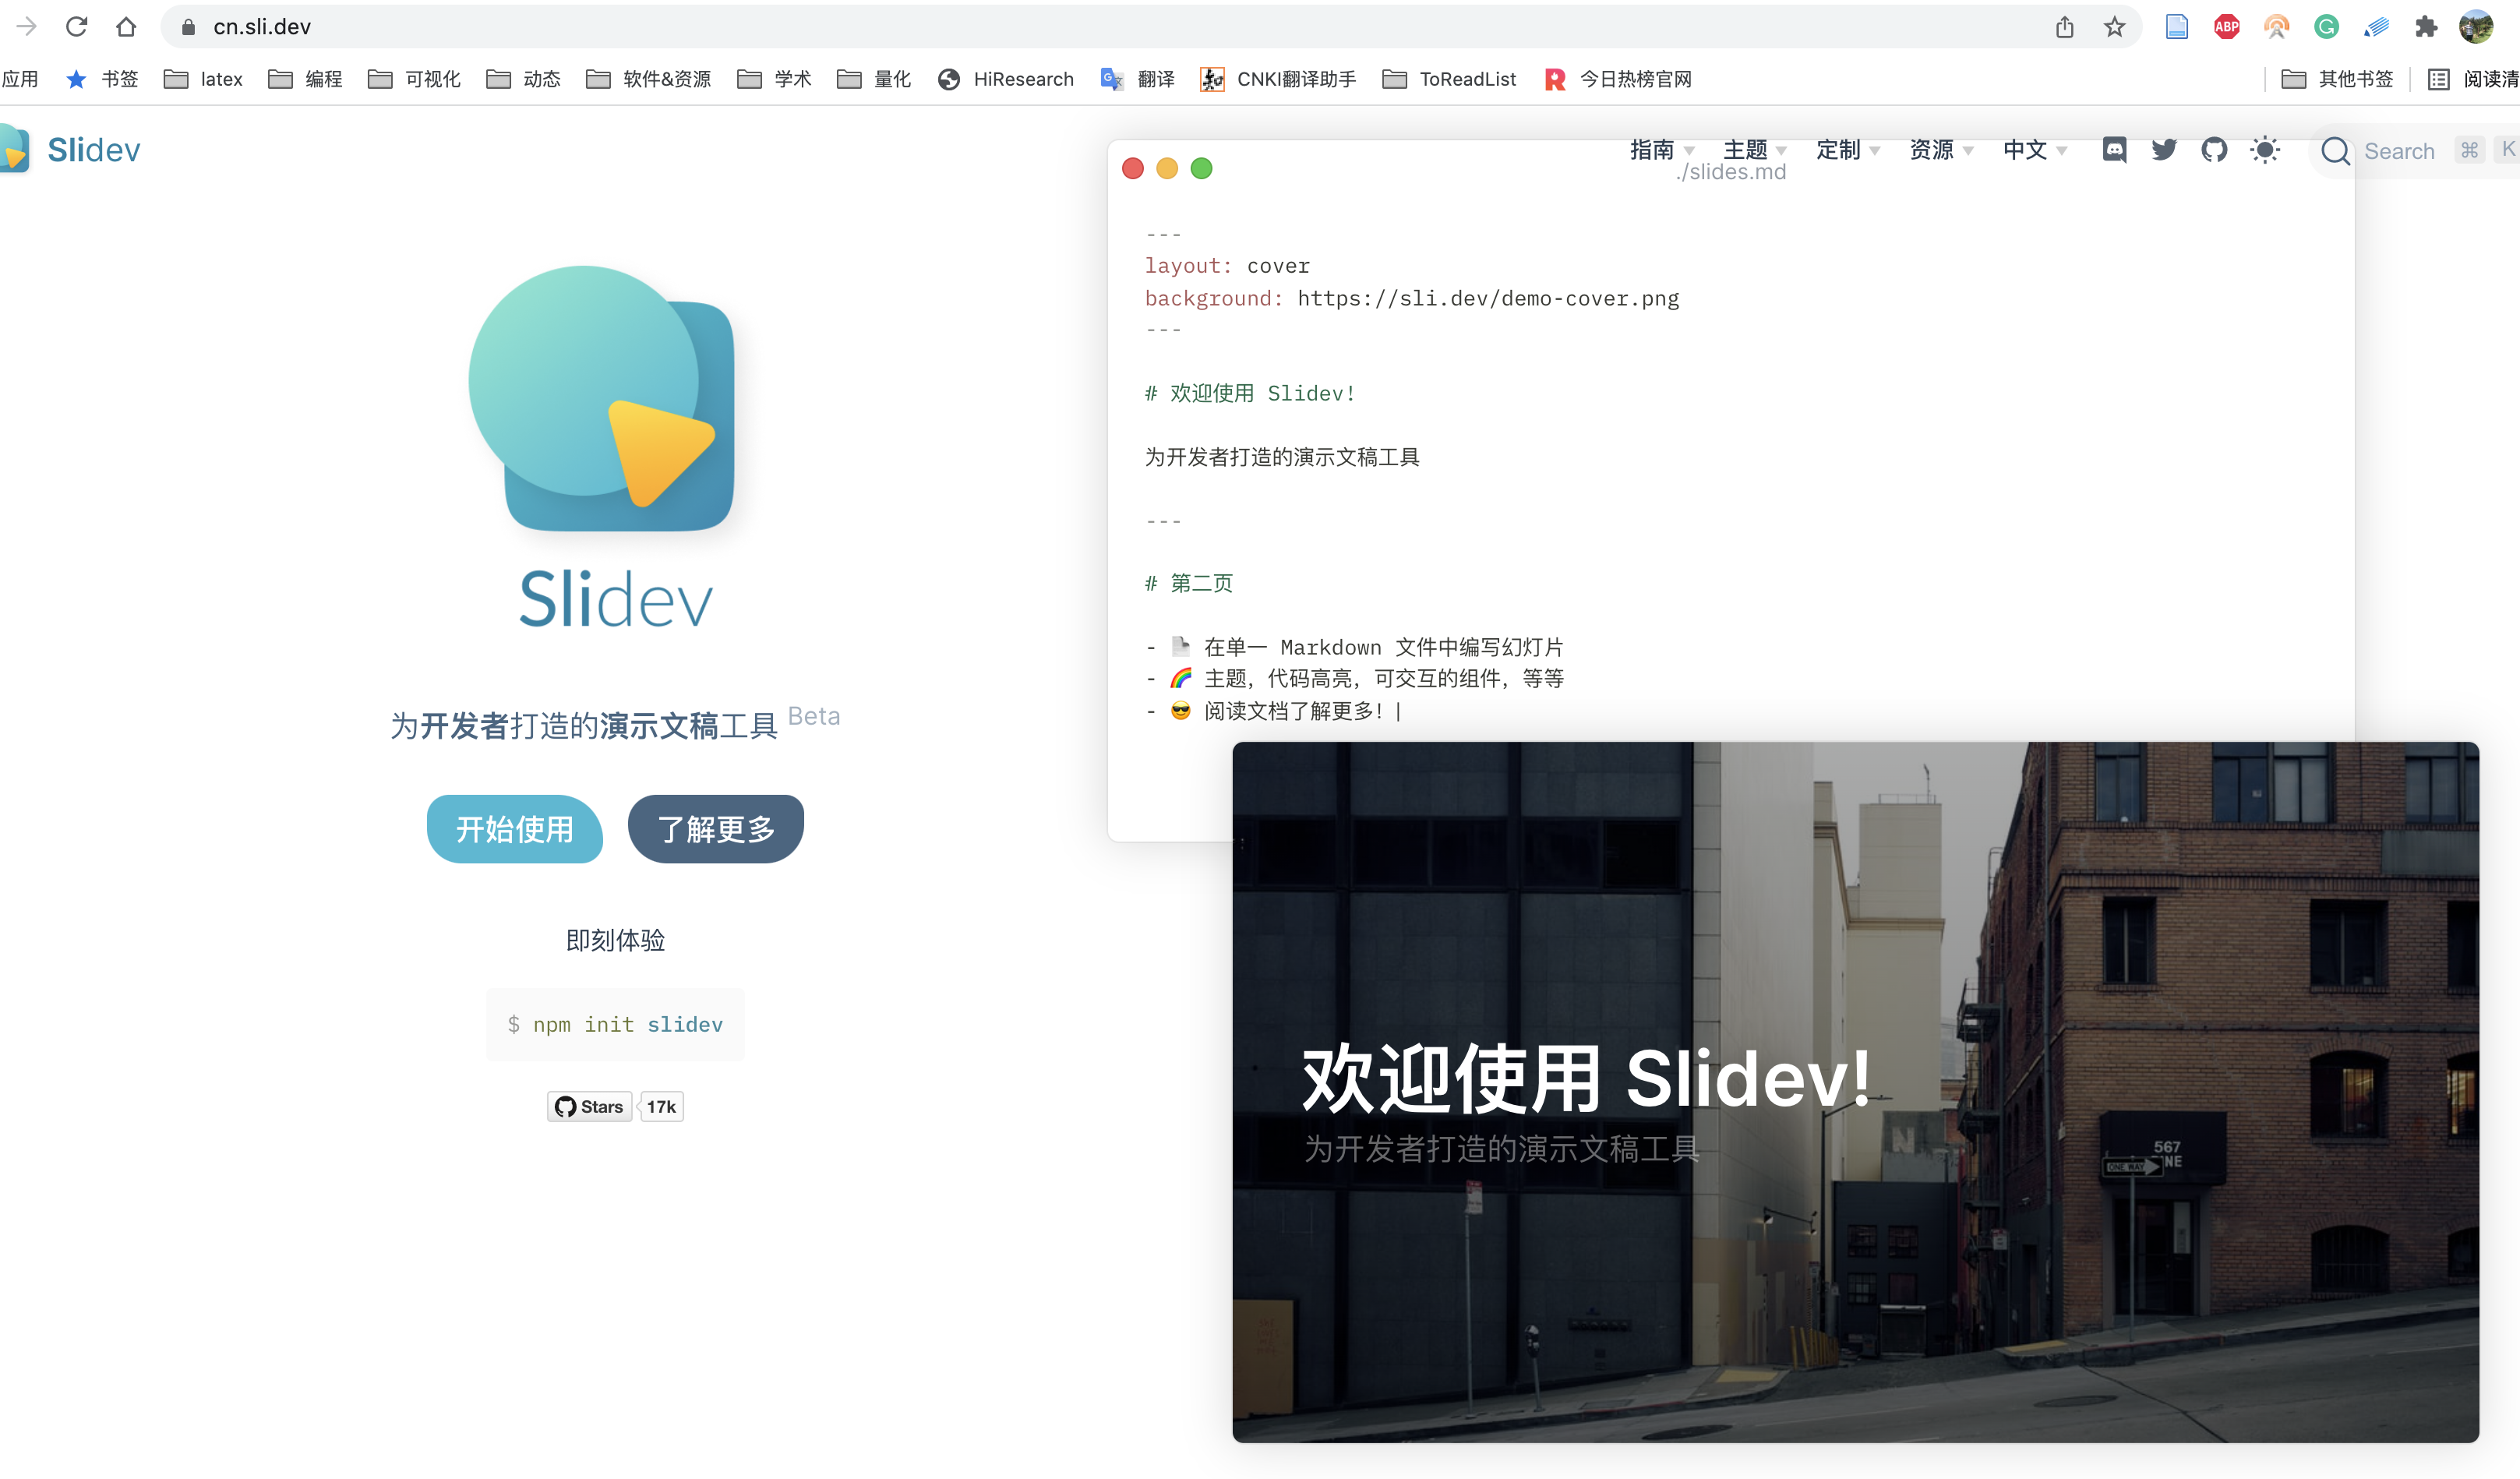 cn.sli.dev
ABP
应用 书签 latex 编程 可视化 动态 软件&资源 学术 量化 HiResearch 翻译 CNKI翻译助手 ToReadList 今日热榜官网 其他书签 阅读清
Slidev
指南 主题 定制 资源 中文 Search ⌘ K
./slides.md
---
layout: cover
background: https://sli.dev/demo-cover.png
---
# 欢迎使用 Slidev!
为开发者打造的演示文稿工具
---
# 第二页
- 📄 在单一 Markdown 文件中编写幻灯片
- 🌈 主题，代码高亮，可交互的组件，等等
- 😎 阅读文档了解更多！|
Slidev
为开发者打造的演示文稿工具 Beta
开始使用 了解更多
即刻体验
$ npm init slidev
Stars 17k
欢迎使用 Slidev!
为开发者打造的演示文稿工具
567
ONE WAY